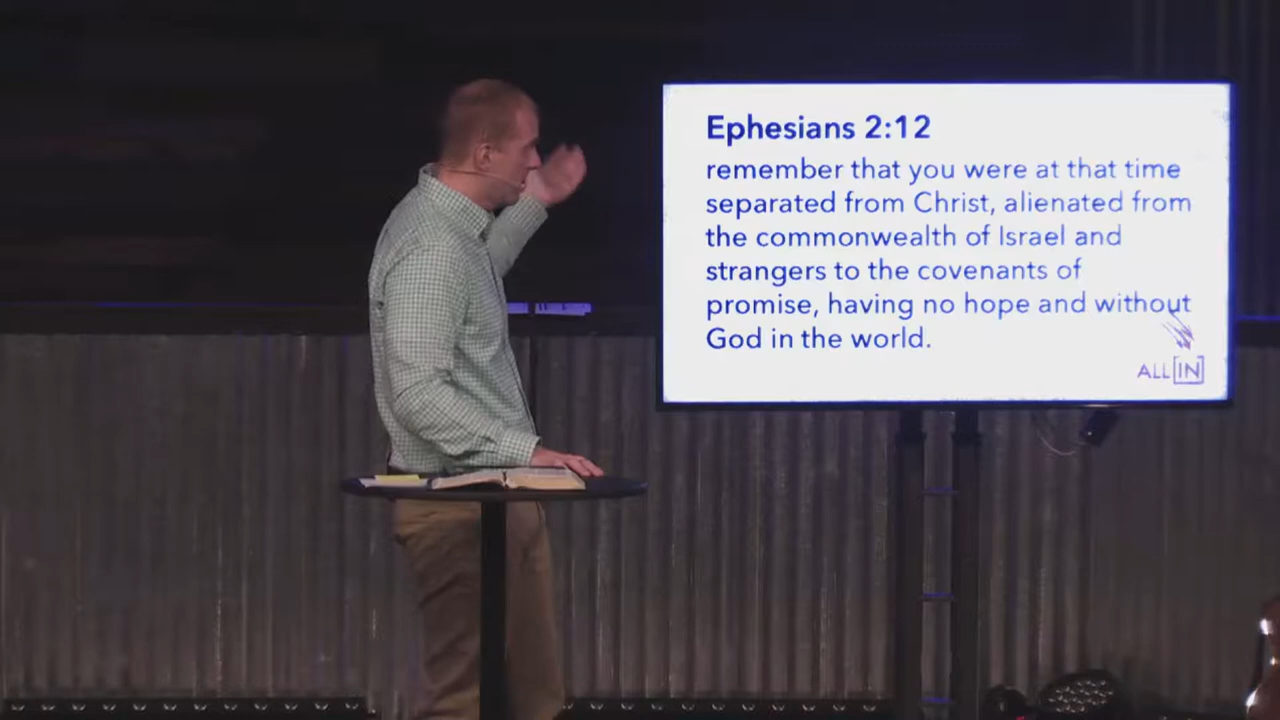 Ephesians 2:12
remember that you were at that time
separated from Christ, alienated from
the commonwealth of Israel and
strangers to the covenants of
promise, having no hope and without
God in the world.
ALL[IN]